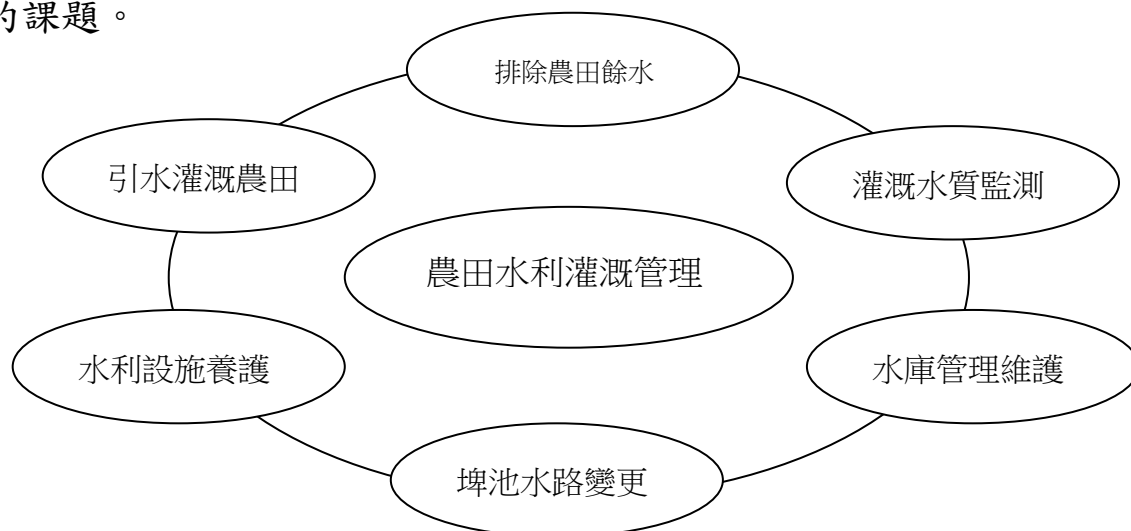 的課題。
排除農田餘水
引水灌溉農田
灌溉水質監測
農田水利灌溉管理
水利設施養護
水庫管理維護
埤池水路變更